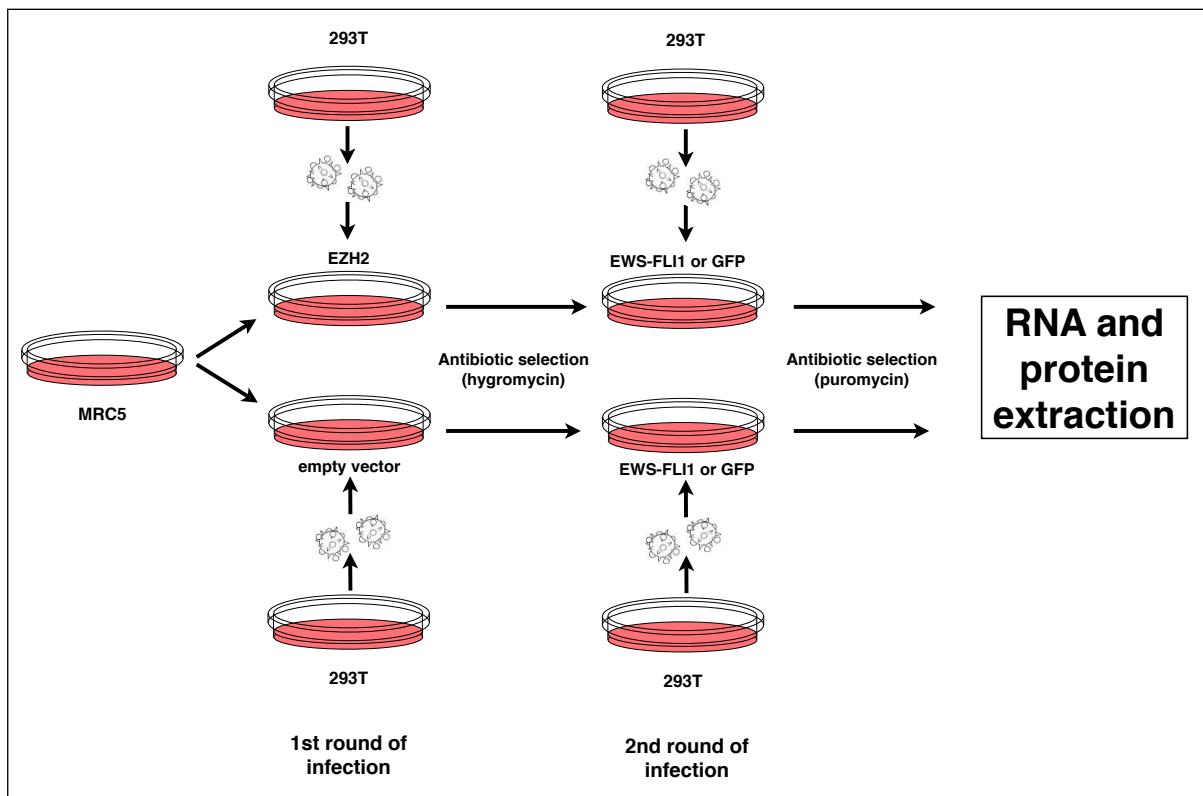 293T
293T
EZH2
EWS-FLI1 or GFP
MRC5
Antibiotic selection
(hygromycin)
Antibiotic selection
(puromycin)
RNA and
protein
extraction
empty vector
EWS-FLI1 or GFP
293T
293T
1st round of
infection
2nd round of
infection